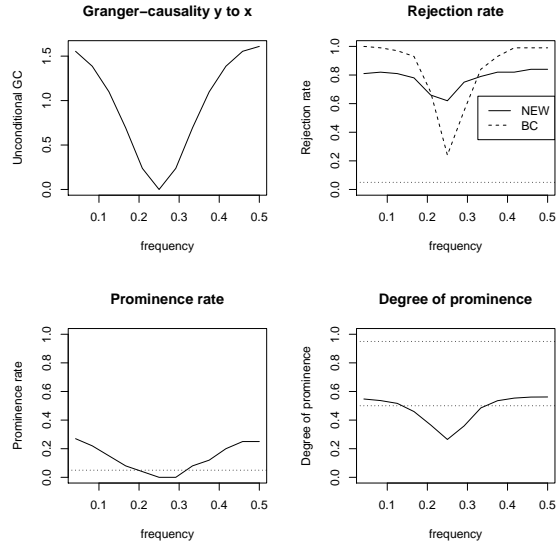 Granger−causality y to x
Unconditional GC
0.0 0.5 1.0 1.5
0.1 0.2 0.3 0.4 0.5
frequency
Rejection rate
Rejection rate
0.0 0.2 0.4 0.6 0.8 1.0
NEW
BC
0.1 0.2 0.3 0.4 0.5
frequency
Prominence rate
Prominence rate
0.0 0.2 0.4 0.6 0.8 1.0
0.1 0.2 0.3 0.4 0.5
frequency
Degree of prominence
Degree of prominence
0.0 0.2 0.4 0.6 0.8 1.0
0.1 0.2 0.3 0.4 0.5
frequency